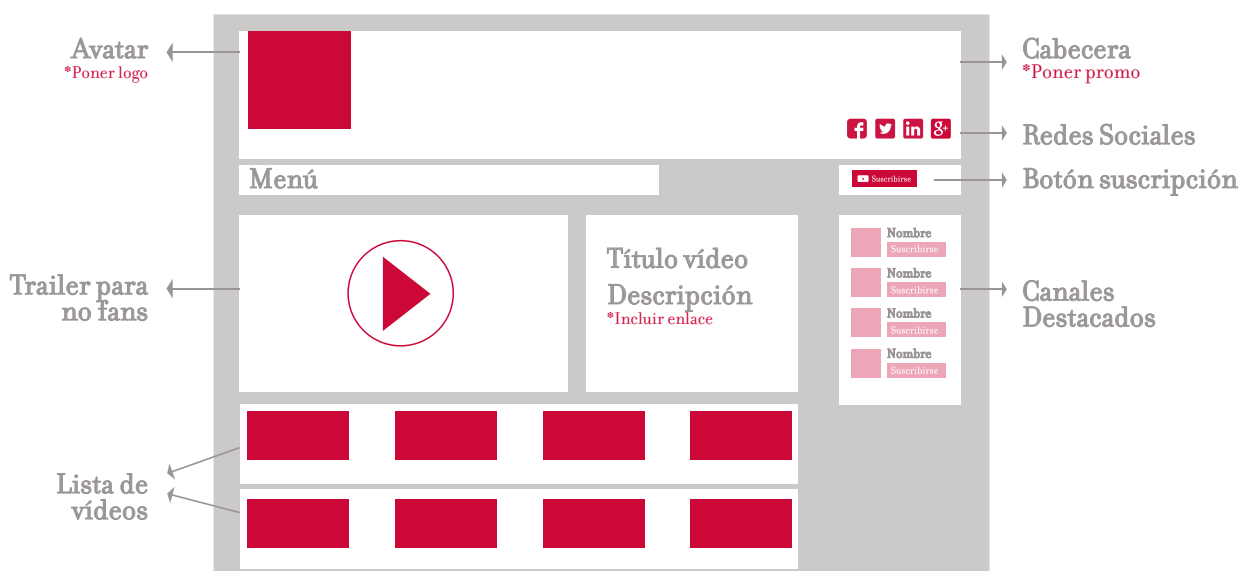 Avatar
*Poner logo
Cabecera
*Poner promo
Redes Sociales
Menú
Suscribirse
Botón suscripción
Trailer para
no fans
Título vídeo
Descripción
*Incluir enlace
Nombre
Suscribirse
Nombre
Suscribirse
Nombre
Suscribirse
Nombre
Suscribirse
Canales
Destacados
Lista de
vídeos